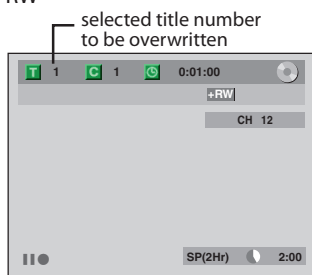 RW
selected title number
to be overwritten
T 1 C 1 0:01:00
+RW
CH 12
SP(2Hr) 2:00